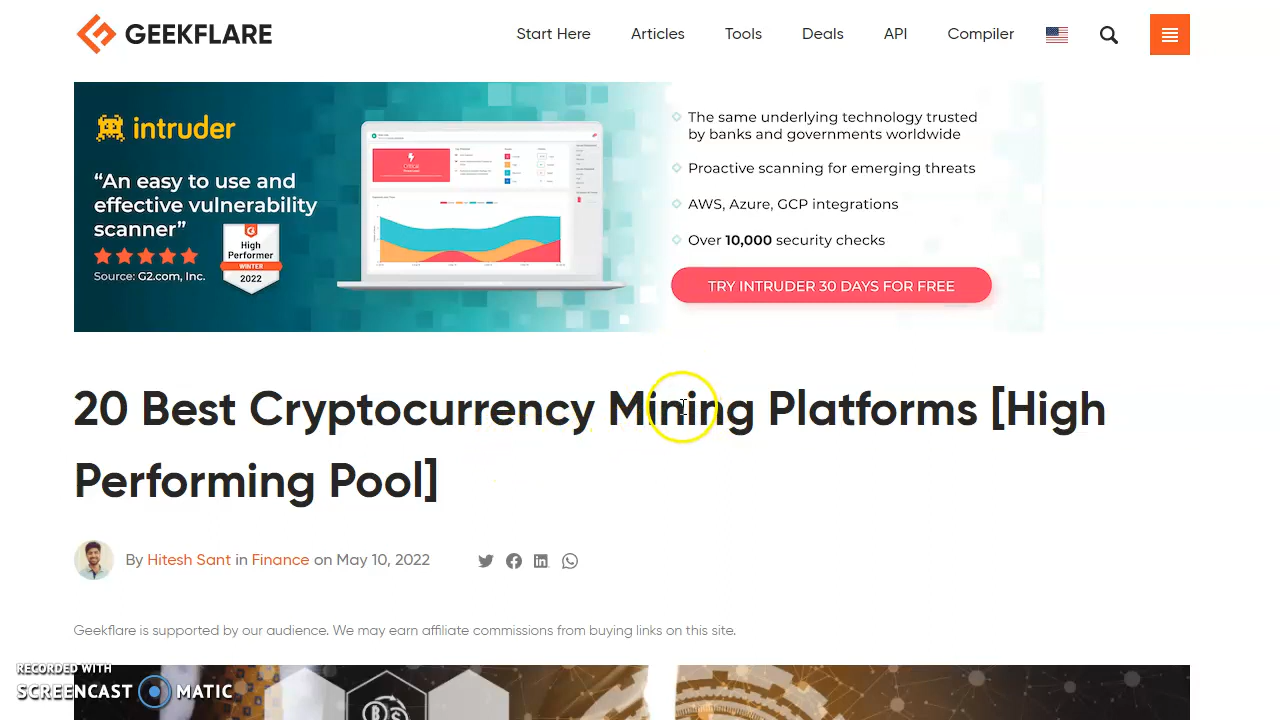 GEEKFLARE
Start Here
Articles
Tools
Deals
API
Compiler
intruder
“An easy to use and
effective vulnerability
scanner”
Source: G2.com, Inc.
High
Performer
WINTER
2022
The same underlying technology trusted
by banks and governments worldwide
Proactive scanning for emerging threats
AWS, Azure, GCP integrations
Over 10,000 security checks
TRY INTRUDER 30 DAYS FOR FREE
20 Best Cryptocurrency Mining Platforms [High
Performing Pool]
By Hitesh Sant in Finance on May 10, 2022
Geekflare is supported by our audience. We may earn affiliate commissions from buying links on this site.
RECORDED WITH
SCREENCAST MATIC